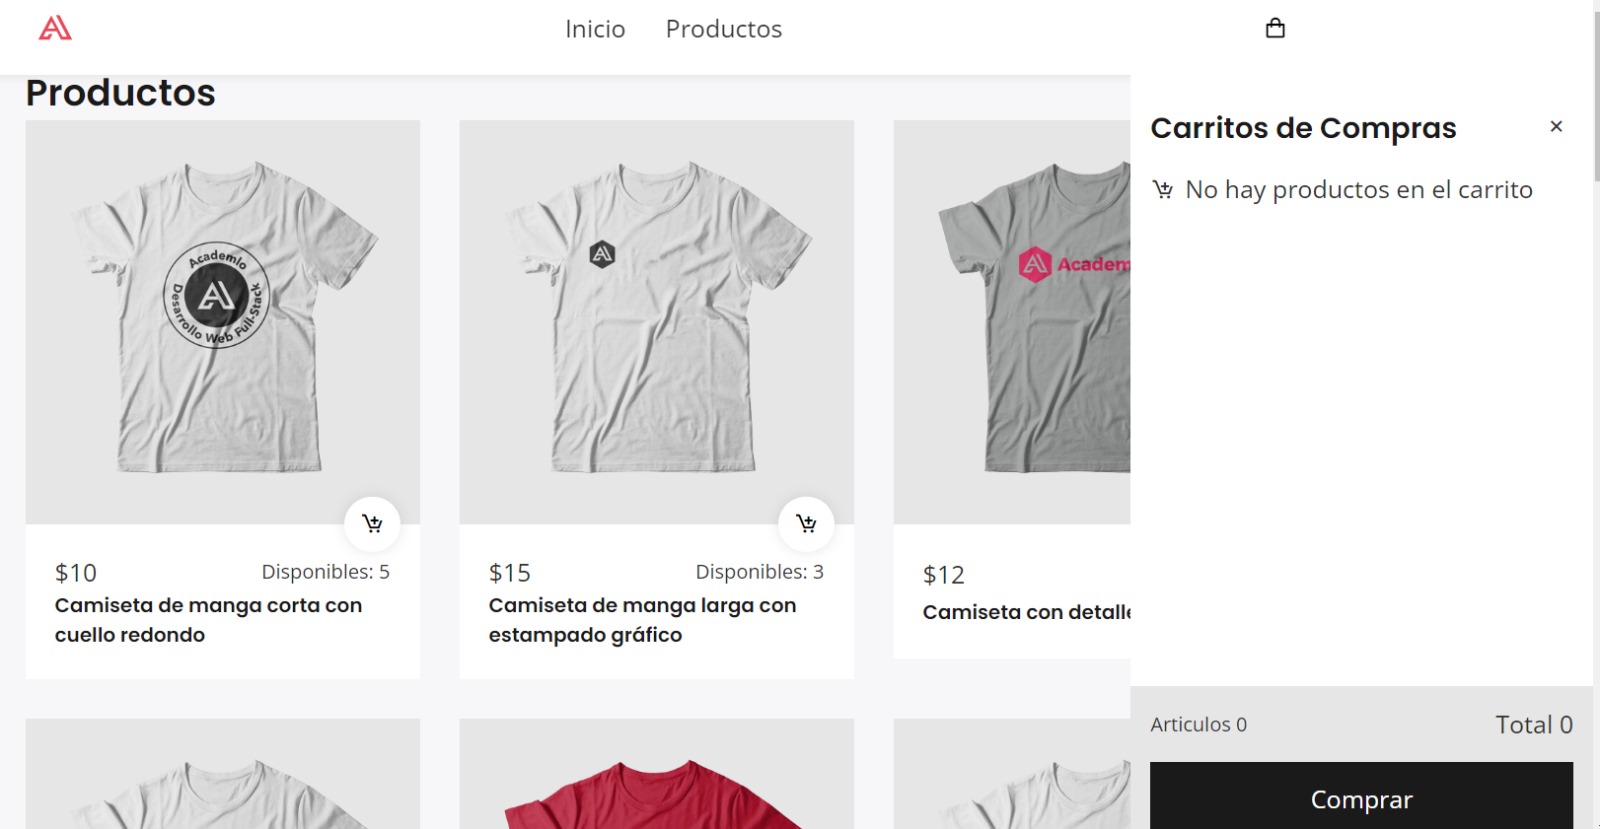 Inicio Productos
Productos
Carritos de Compras ×
No hay productos en el carrito
Academlo
Desarrollo Web Full-Stack
Academ
$10 Disponibles: 5
Camiseta de manga corta con
cuello redondo
$15 Disponibles: 3
Camiseta de manga larga con
estampado gráfico
$12
Camiseta con detalle
Articulos 0 Total 0
Comprar